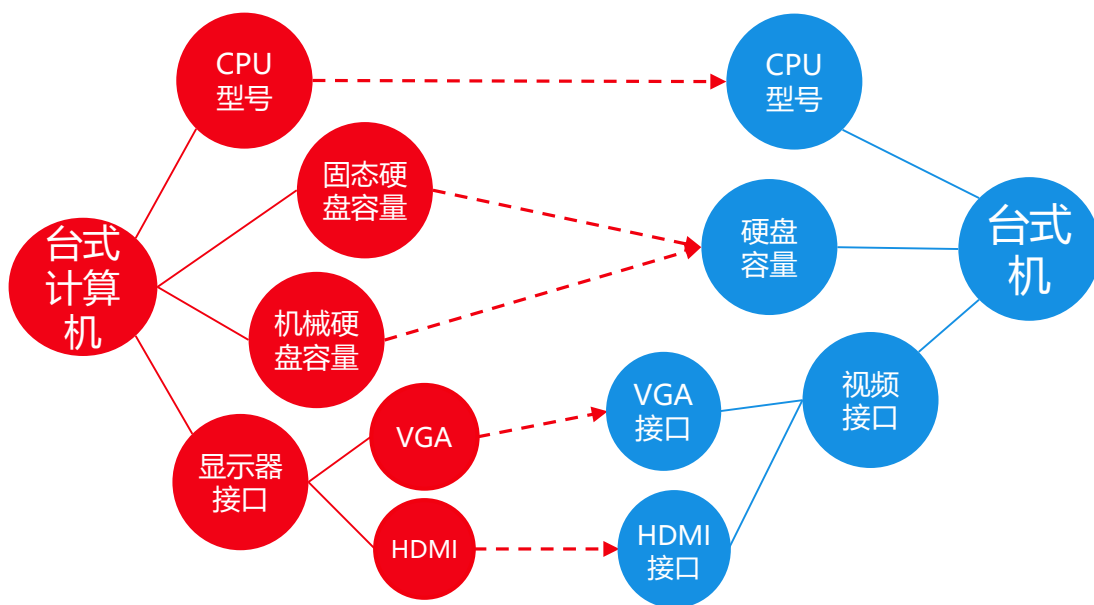 CPU
型号
固态硬
盘容量
台式
计算
机
机械硬
盘容量
显示器
接口
VGA
HDMI
CPU
型号
硬盘
容量
台式
机
视频
接口
VGA
接口
HDMI
接口